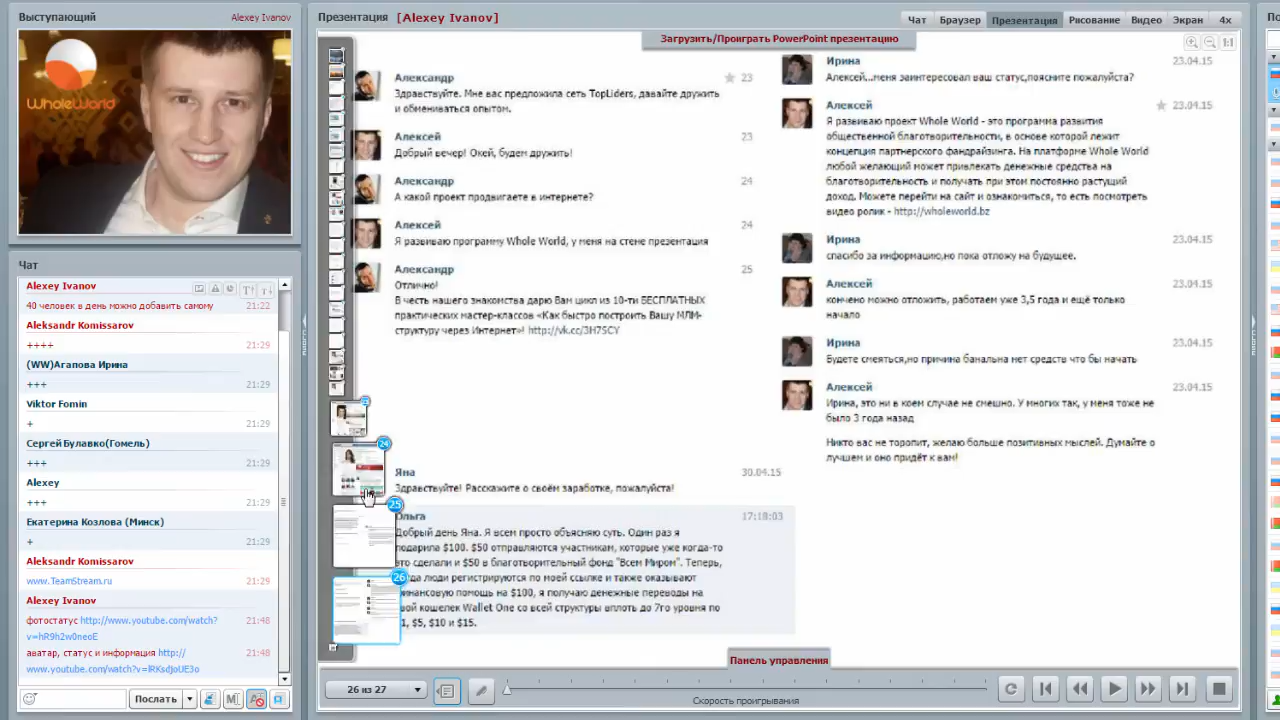 Выступающий
Alexey Ivanov
WHOLEWORLD
Чат
Alexey Ivanov
40 человек в день можно добавить самому
21:22
Aleksandr Komissarov
++++
21:29
(WW)Агапова Ирина
+++
21:29
Viktor Fomin
+
21:29
Сергей Булавко(Гомель)
+++
21:29
Alexey
+++
21:29
Екатерина Козлова (Минск)
+
21:29
Aleksandr Komissarov
www.TeamStream.ru
21:29
Alexey Ivanov
фотостатус http://www.youtube.com/watch?
21:48
v=hR9h2w0neoE
аватар, статус и информация http://
21:48
www.youtube.com/watch?v=lRKsdjoUE3o
Послать
Презентация
[Alexey Ivanov]
Чат
Браузер
Презентация
Рисование
Видео
Экран
4x
Загрузить/Проиграть PowerPoint презентацию
1:1
Александр
23
Здравствуйте. Мне вас предложила сеть TopLiders, давайте дружить
и обмениваться опытом.
Алексей
23
Добрый вечер! Окей, будем дружить!
Александр
24
А какой проект продвигаете в интернете?
Алексей
24
Я развиваю программу Whole World, у меня на стене презентация
Александр
25
Отлично!
В честь нашего знакомства дарю Вам цикл из 10-ти БЕСПЛАТНЫХ
практических мастер-классов «Как быстро построить Вашу МЛМ-
структуру через Интернет»! http://vk.cc/3H75CY
Яна
30.04.15
Здравствуйте! Расскажите о своём заработке, пожалуйста!
Ольга
17:18:03
Добрый день Яна. Я всем просто объясняю суть. Один раз я
подарила $100. $50 отправляются участникам, которые уже когда-то
это сделали и $50 в благотворительный фонд "Всем Миром". Теперь,
люди регистрируются по моей ссылке и также оказывают
финансовую помощь на $100, я получаю денежные переводы на
свой кошелек Wallet One со всей структуры вплоть до 7го уровня по
$5, $10 и $15.
Ирина
23.04.15
Алексей...меня заинтересовал ваш статус,поясните пожалуйста?
Алексей
23.04.15
Я развиваю проект Whole World - это программа развития
общественной благотворительности, в основе которой лежит
концепция партнерского фандрайзинга. На платформе Whole World
любой желающий может привлекать денежные средства на
благотворительность и получать при этом постоянно растущий
доход. Можете перейти на сайт и ознакомиться, то есть посмотреть
видео ролик - http://wholeworld.bz
Ирина
23.04.15
спасибо за информацию,но пока отложу на будущее.
Алексей
23.04.15
кончено можно отложить, работаем уже 3,5 года и ещё только
начало
Ирина
23.04.15
Будете смеяться,но причина банальна нет средств что бы начать
Алексей
23.04.15
Ирина, это ни в коем случае не смешно. У многих так, у меня тоже не
было 3 года назад
Никто вас не торопит, желаю больше позитивных мыслей. Думайте о
лучшем и оно придёт к вам!
24
25
26
Панель управления
26 из 27
Скорость проигрывания